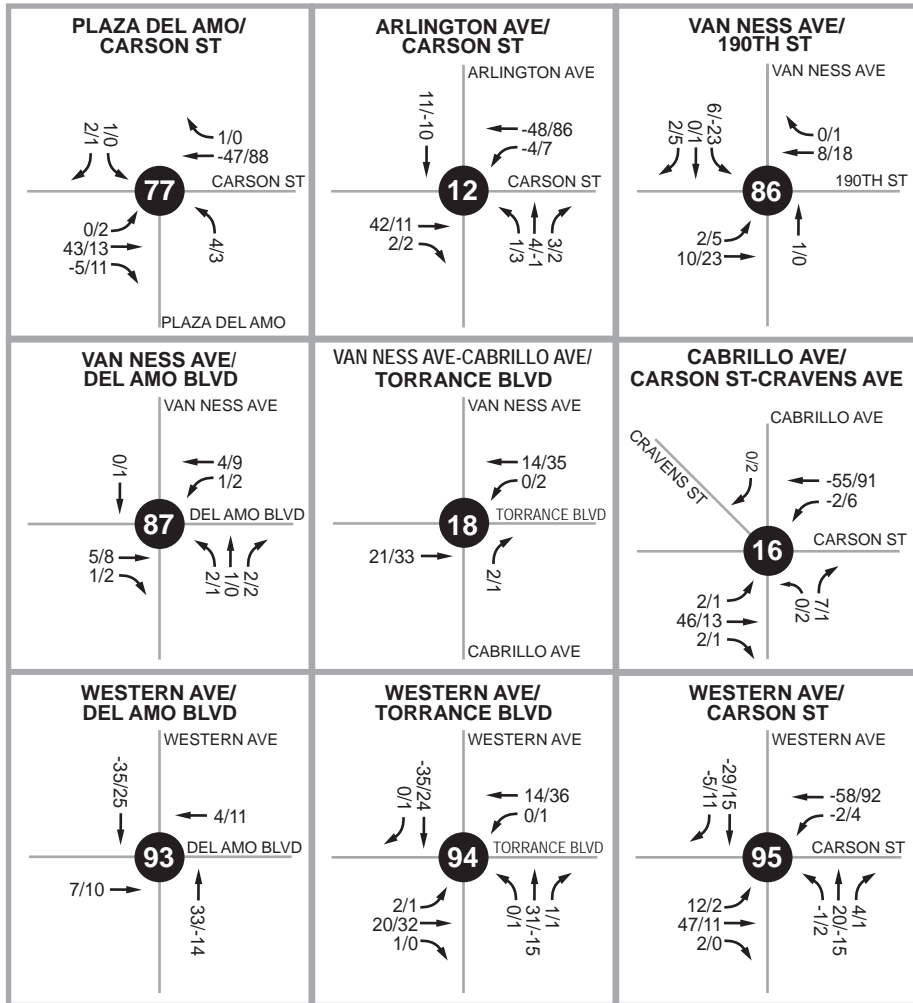 PLAZA DEL AMO/
CARSON ST
2/1
1/0
1/0
-47/88
77
CARSON ST
0/2
43/13
-5/11
4/3
PLAZA DEL AMO
ARLINGTON AVE/
CARSON ST
ARLINGTON AVE
11/-10
-48/86
-4/7
12
CARSON ST
42/11
2/2
1/3
4/-1
3/2
VAN NESS AVE/
190TH ST
VAN NESS AVE
2/5
0/1
6/-23
0/1
8/18
86
190TH ST
2/5
10/23
1/0
VAN NESS AVE/
DEL AMO BLVD
VAN NESS AVE
0/1
4/9
1/2
87
DEL AMO BLVD
5/8
1/2
2/1
1/0
2/2
VAN NESS AVE-CABRILLO AVE/
TORRANCE BLVD
VAN NESS AVE
14/35
0/2
18
TORRANCE BLVD
21/33
2/1
CABRILLO AVE
CABRILLO AVE/
CARSON ST-CRAVENS AVE
CABRILLO AVE
CRAVENS ST
0/2
-55/91
-2/6
16
CARSON ST
2/1
46/13
2/1
0/2
7/1
WESTERN AVE/
DEL AMO BLVD
WESTERN AVE
-35/25
4/11
93
DEL AMO BLVD
7/10
33/-14
WESTERN AVE/
TORRANCE BLVD
WESTERN AVE
0/1
-35/24
14/36
0/1
94
TORRANCE BLVD
2/1
20/32
1/0
0/1
31/-15
1/1
WESTERN AVE/
CARSON ST
WESTERN AVE
-5/11
-29/15
-58/92
-2/4
95
CARSON ST
12/2
47/11
2/0
-1/2
20/-15
4/1